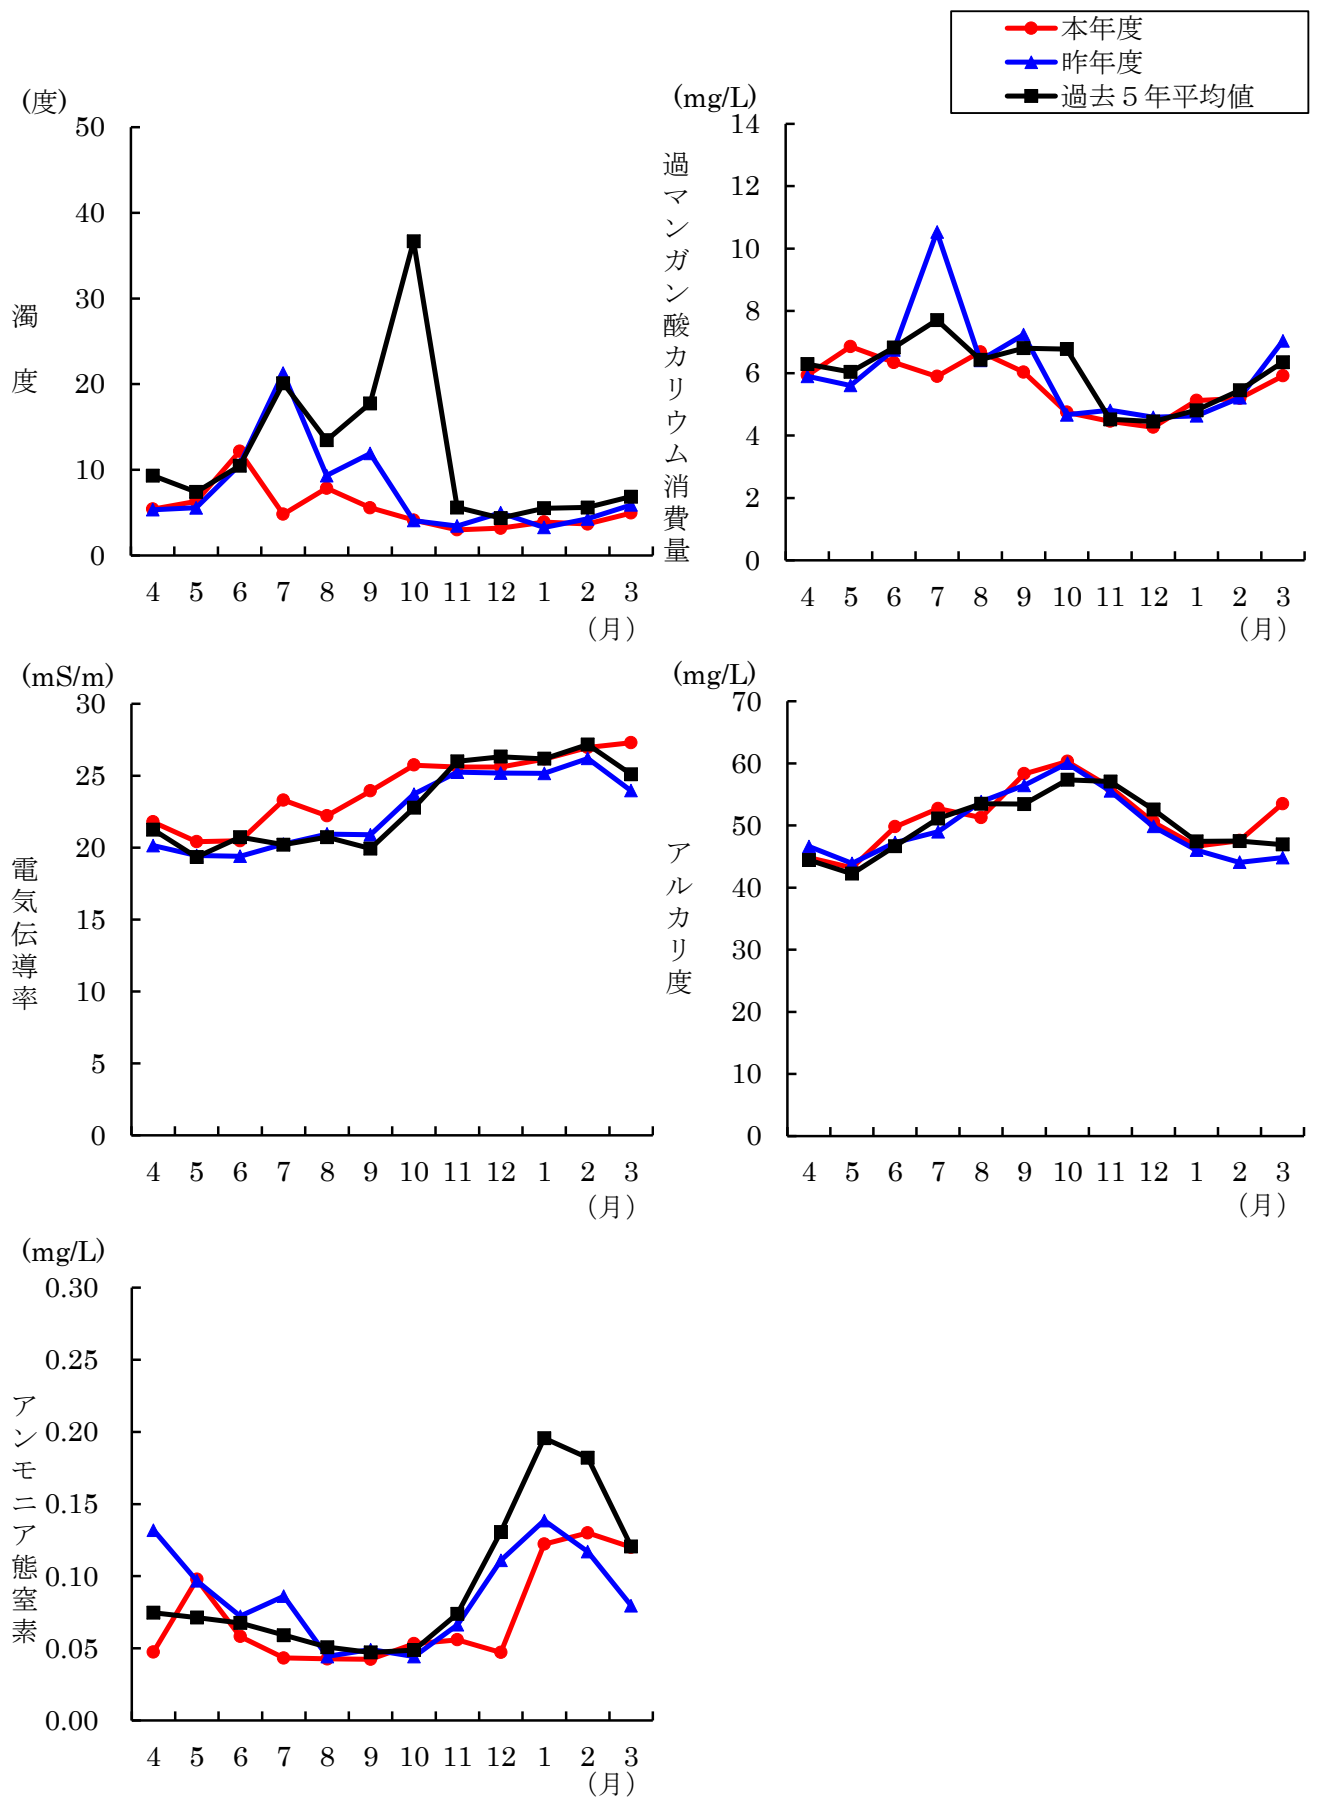 本年度
昨年度
過去５年平均値
(度)
濁度
50
40
30
20
10
0
4 5 6 7 8 9 10 11 12 1 2 3
（月）
(mg/L)
過マンガン酸カリウム消費量
14
12
10
8
6
4
2
0
4 5 6 7 8 9 10 11 12 1 2 3
（月）
(mS/m)
電気伝導率
30
25
20
15
10
5
0
4 5 6 7 8 9 10 11 12 1 2 3
（月）
(mg/L)
アルカリ度
70
60
50
40
30
20
10
0
4 5 6 7 8 9 10 11 12 1 2 3
（月）
(mg/L)
アンモニア態窒素
0.30
0.25
0.20
0.15
0.10
0.05
0.00
4 5 6 7 8 9 10 11 12 1 2 3
（月）